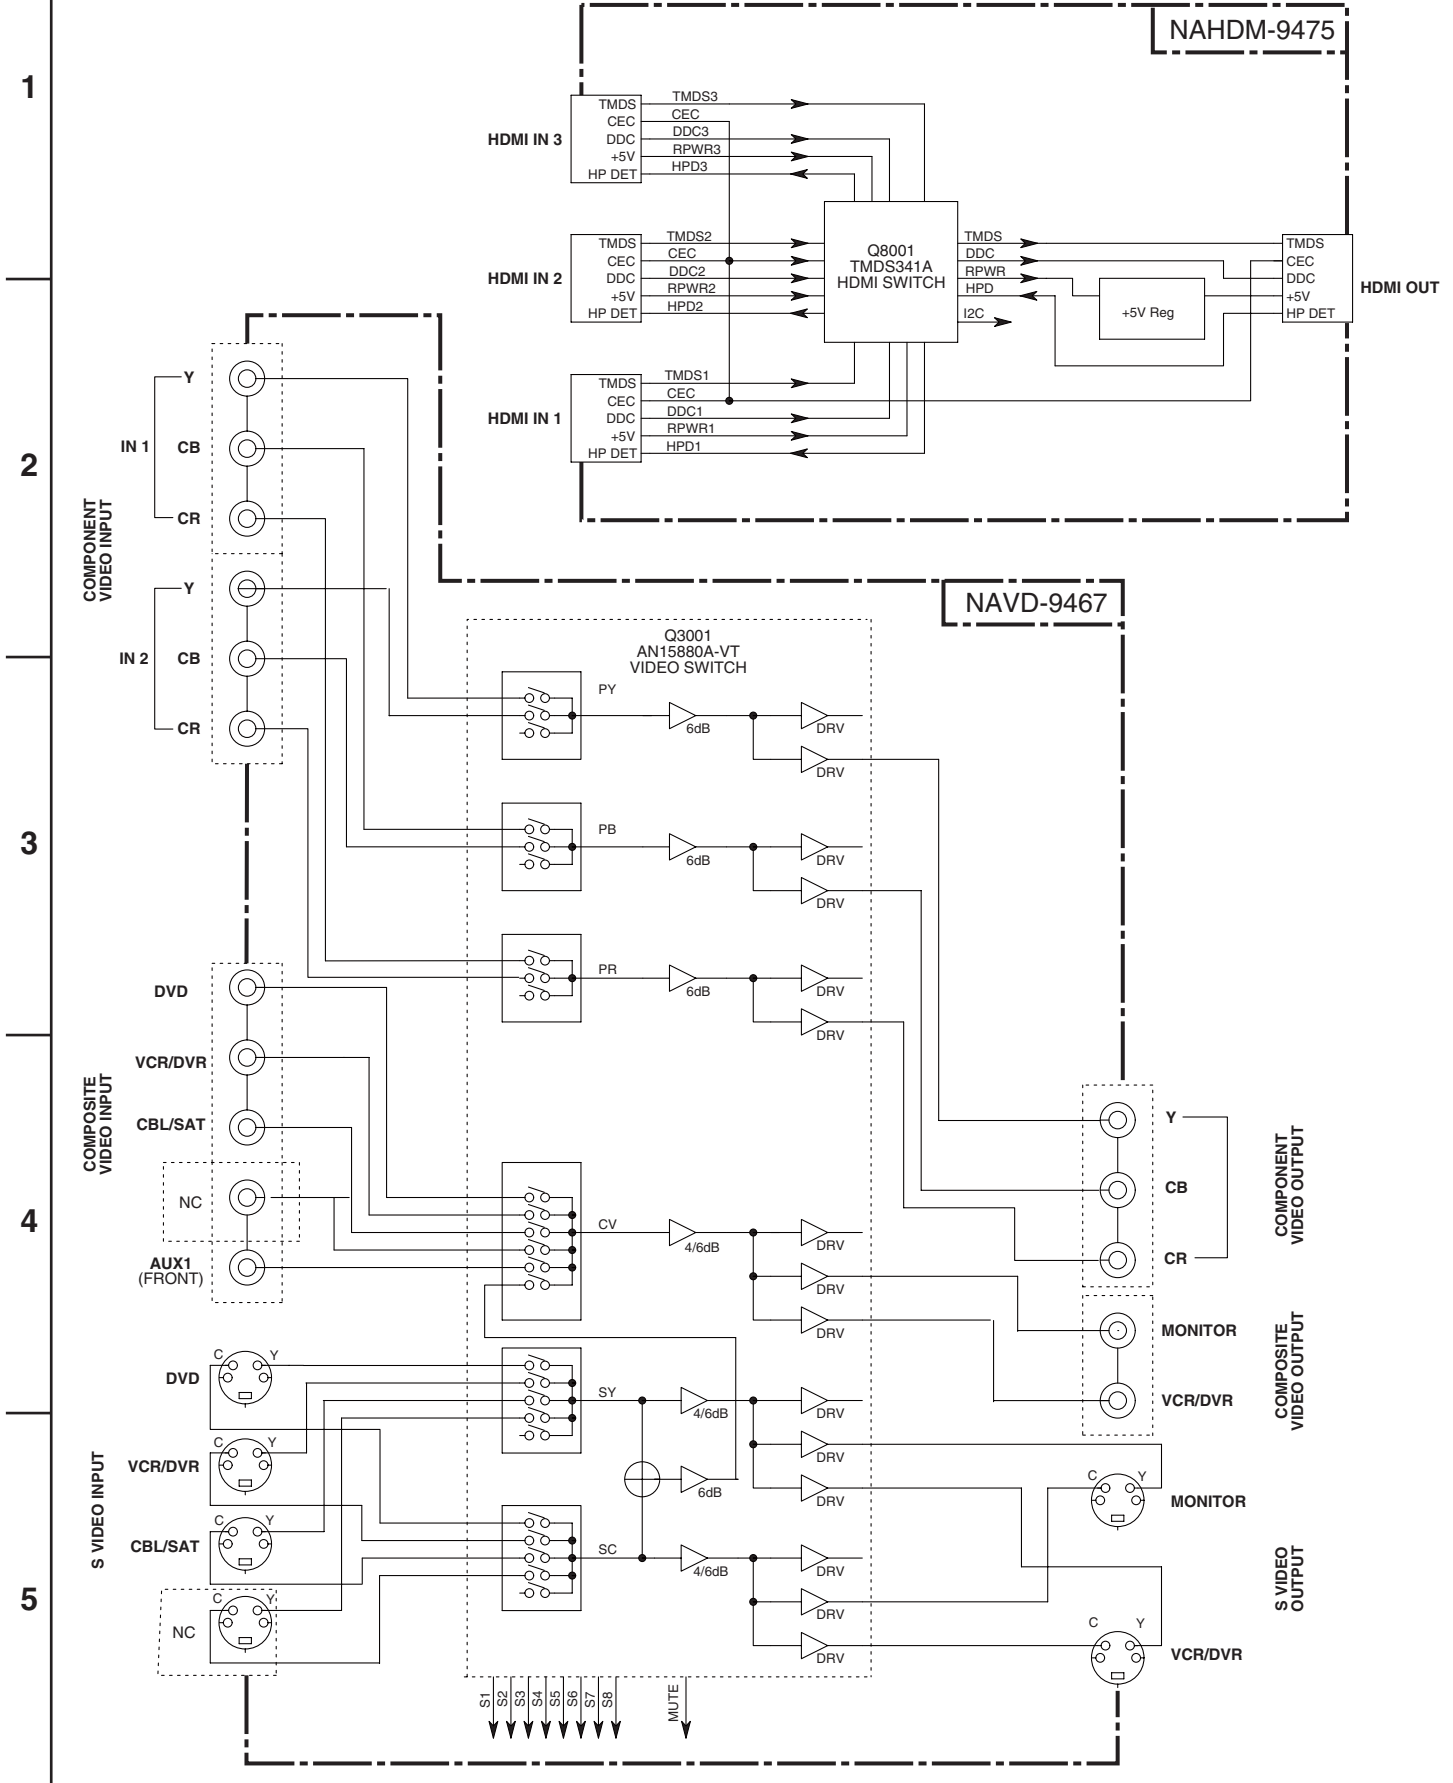 1
2
3
4
5
NAHDM-9475
HDMI IN 3
TMDS
CEC
DDC
+5V
HP DET
TMDS3
CEC
DDC3
RPWR3
HPD3
HDMI IN 2
TMDS
CEC
DDC
+5V
HP DET
TMDS2
CEC
DDC2
RPWR2
HPD2
HDMI IN 1
TMDS
CEC
DDC
+5V
HP DET
TMDS1
CEC
DDC1
RPWR1
HPD1
Q8001
TMDS341A
HDMI SWITCH
TMDS
DDC
RPWR
HPD
I2C
+5V Reg
TMDS
CEC
DDC
+5V
HP DET
HDMI OUT
NAVD-9467
COMPONENT
VIDEO INPUT
IN 1
Y
CB
CR
IN 2
Y
CB
CR
Q3001
AN15880A-VT
VIDEO SWITCH
PY
6dB
DRV
DRV
PB
6dB
DRV
DRV
PR
6dB
DRV
DRV
COMPOSITE
VIDEO INPUT
DVD
VCR/DVR
CBL/SAT
NC
AUX1
(FRONT)
CV
4/6dB
DRV
DRV
DRV
S VIDEO INPUT
DVD
C
Y
VCR/DVR
C
Y
CBL/SAT
C
Y
NC
C
Y
SY
4/6dB
DRV
DRV
DRV
6dB
SC
4/6dB
DRV
DRV
DRV
S1
S2
S3
S4
S5
S6
S7
S8
MUTE
Y
CB
CR
COMPONENT
VIDEO OUTPUT
MONITOR
VCR/DVR
COMPOSITE
VIDEO OUTPUT
C
Y
MONITOR
C
Y
VCR/DVR
S VIDEO
OUTPUT